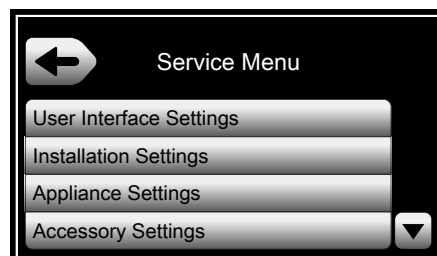 Service Menu
User Interface Settings
Installation Settings
Appliance Settings
Accessory Settings